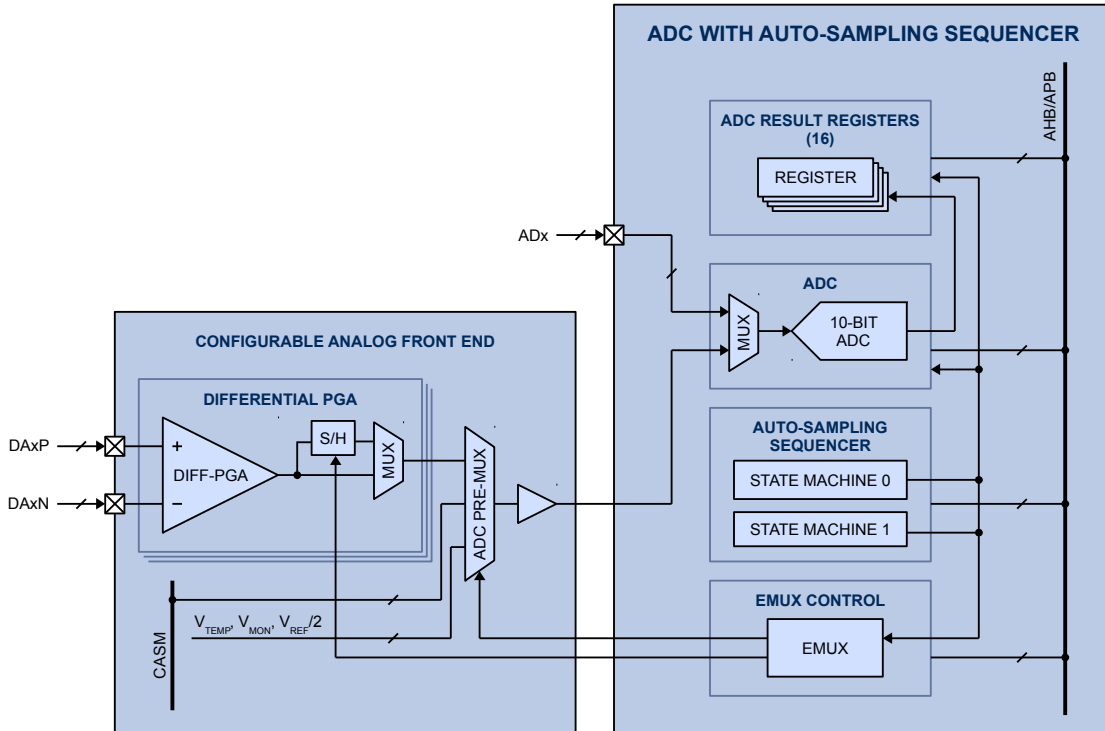 ADC WITH AUTO-SAMPLING SEQUENCER
AHB/APB
ADC RESULT REGISTERS
(16)
REGISTER
ADx
ADC
MUX
10-BIT
ADC
CONFIGURABLE ANALOG FRONT END
DIFFERENTIAL PGA
DAxP
+
S/H
MUX
DIFF-PGA
DAxN
−
ADC PRE-MUX
AUTO-SAMPLING
SEQUENCER
STATE MACHINE 0
STATE MACHINE 1
CASM
VTEMP, VMON, VREF/2
EMUX CONTROL
EMUX